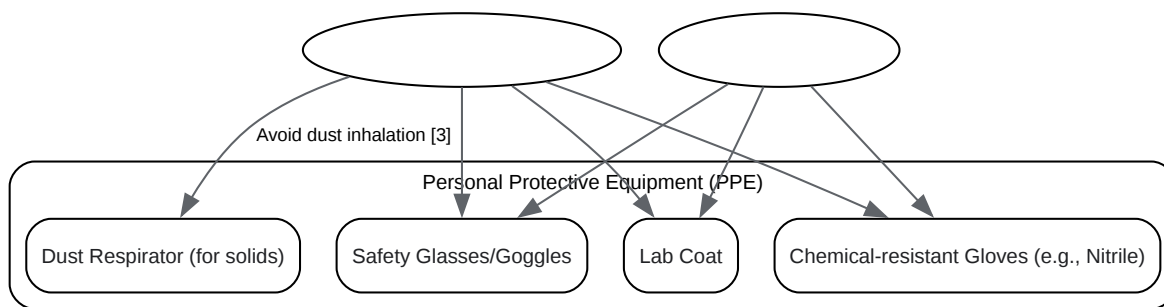 Avoid dust inhalation [3]
Personal Protective Equipment (PPE)
Dust Respirator (for solids)
Safety Glasses/Goggles
Lab Coat
Chemical-resistant Gloves (e.g., Nitrile)